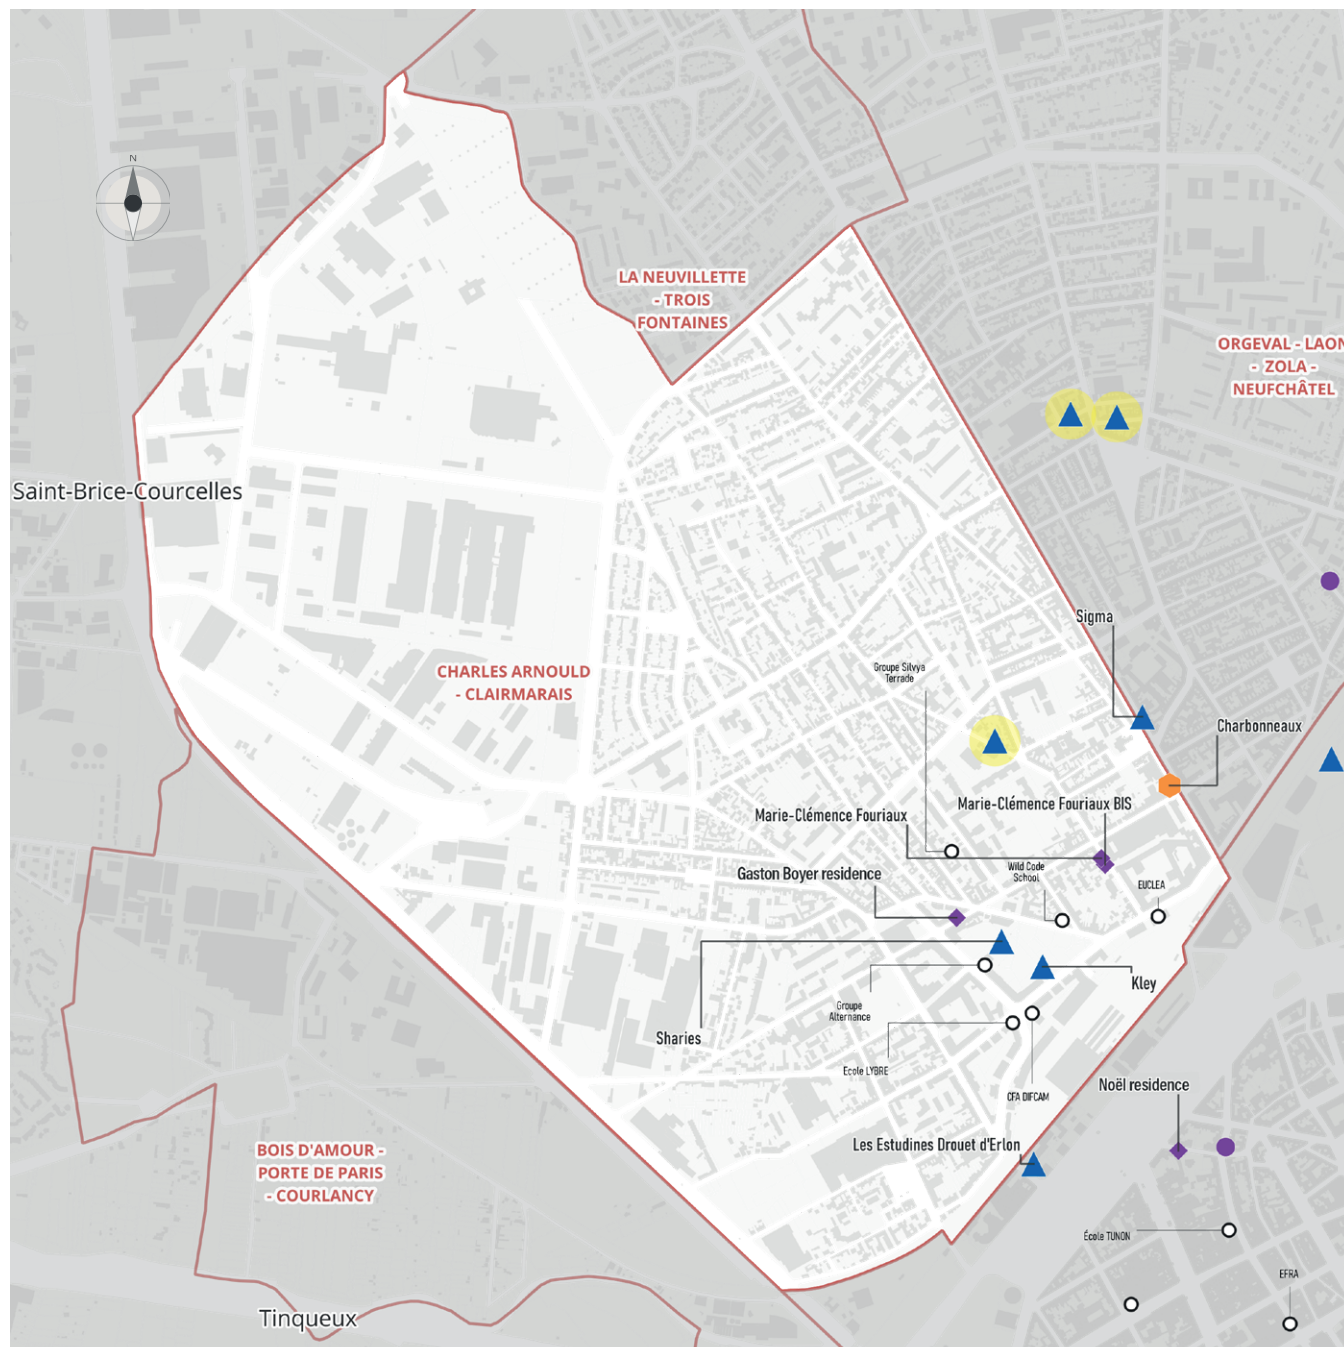 N
LA NEUVILLETTE
- TROIS
FONTAINES
ORGEVAL - LAON
- ZOLA -
NEUFCHÂTEL
Saint-Brice-Courcelles
Sigma
CHARLES ARNOULD
- CLAIRMARAIS
Groupe Silvya
Terrade
Charbonneaux
Marie-Clémence Fouriaux BIS
Marie-Clémence Fouriaux
Wild Code
School
Gaston Boyer residence
EUCLEA
Kley
Groupe
Alternance
Sharies
Ecole LYBRE
Noël residence
CFA DIFCAM
Les Estudines Drouet d'Erlon
BOIS D'AMOUR -
PORTE DE PARIS
- COURLANCY
École TUNON
EFRA
Tinqueux